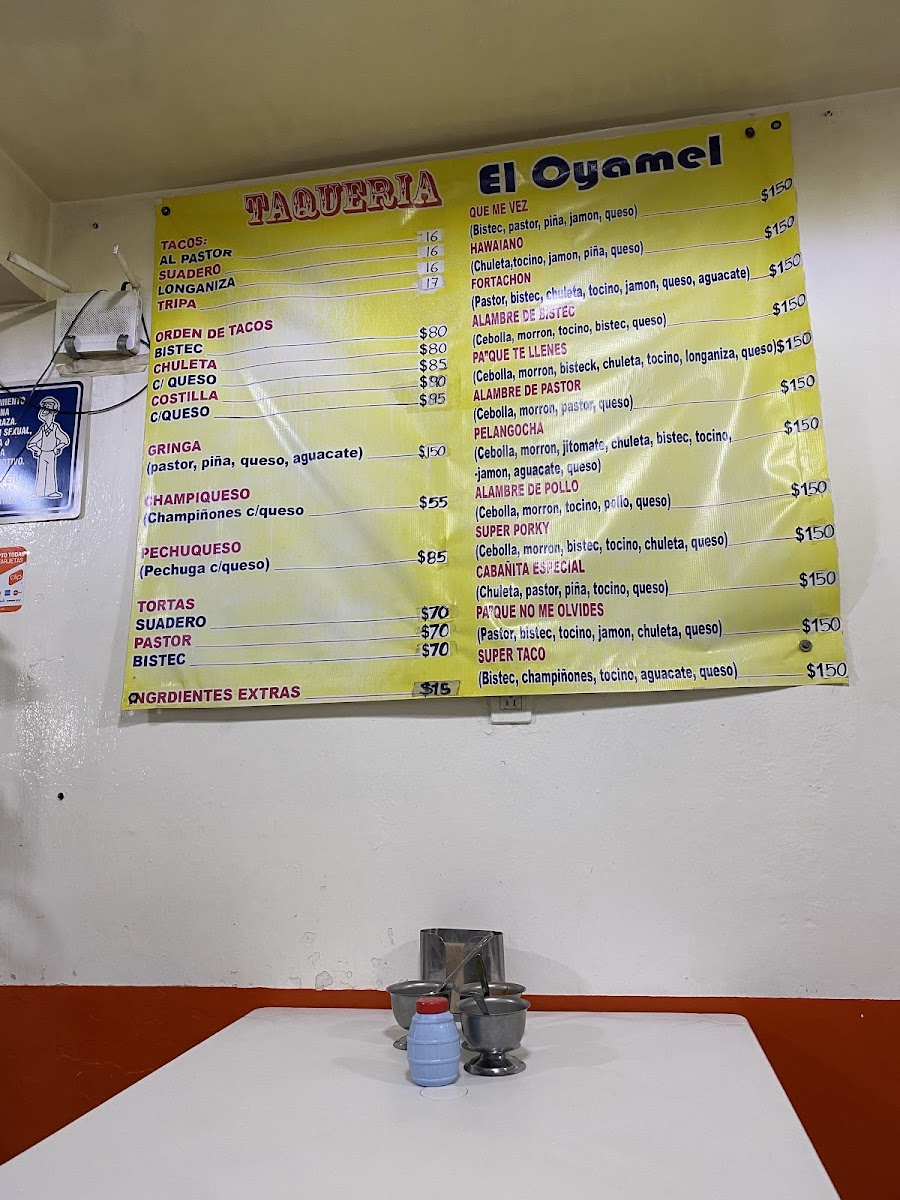 TAQUERIA El Oyamel
TACOS:
AL PASTOR 16
SUADERO 16
LONGANIZA 16
TRIPA 17
ORDEN DE TACOS
BISTEC $80
CHULETA $80
C/ QUESO $85
COSTILLA $90
C/QUESO $95
GRINGA
(pastor, piña, queso, aguacate) $150
CHAMPIQUESO
(Champiñones c/queso $55
PECHUQUESO
(Pechuga c/queso) $85
TORTAS
SUADERO $70
PASTOR $70
BISTEC $70
INGRDIENTES EXTRAS $15
QUE ME VEZ
(Bistec, pastor, piña, jamon, queso) $150
HAWAIANO
(Chuleta,tocino, jamon, piña, queso) $150
FORTACHON
(Pastor, bistec, chuleta, tocino, jamon, queso, aguacate) $150
ALAMBRE DE BISTEC
(Cebolla, morron, tocino, bistec, queso) $150
PA"QUE TE LLENES
(Cebolla, morron, bisteck, chuleta, tocino, longaniza, queso) $150
ALAMBRE DE PASTOR
(Cebolla, morron, pastor, queso) $150
PELANGOCHA
(Cebolla, morron, jitomate, chuleta, bistec, tocino, $150
-jamon, aguacate, queso)
ALAMBRE DE POLLO
(Cebolla, morron, tocino, pollo, queso) $150
SUPER PORKY
(Cebolla, morron, bistec, tocino, chuleta, queso) $150
CABAÑITA ESPECIAL
(Chuleta, pastor, piña, tocino, queso) $150
PA"QUE NO ME OLVIDES
(Pastor, bistec, tocino, jamon, chuleta, queso) $150
SUPER TACO
(Bistec, champiñones, tocino, aguacate, queso) $150
SEXUAL,